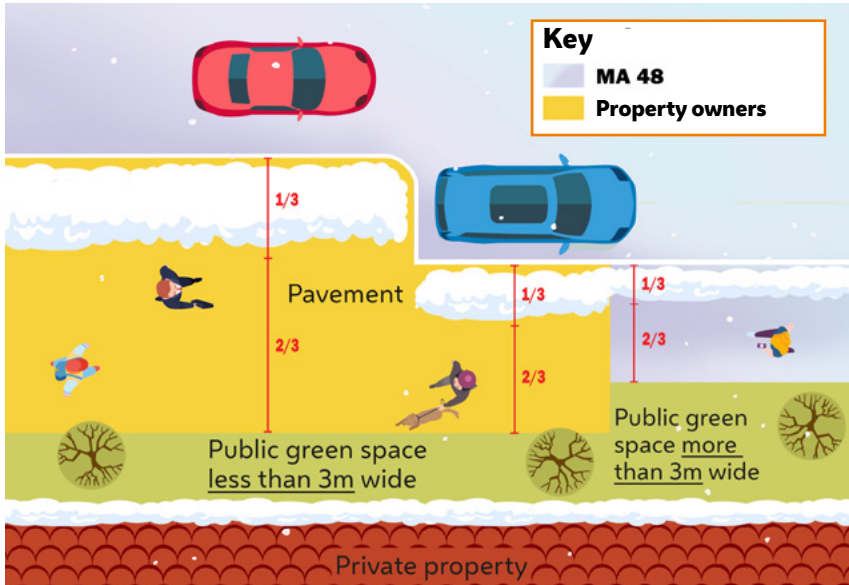 Key
MA 48
Property owners
1/3
Pavement
1/3
1/3
2/3
2/3
2/3
Public green space
less than 3m wide
Public green
space more
than 3m wide
Private property